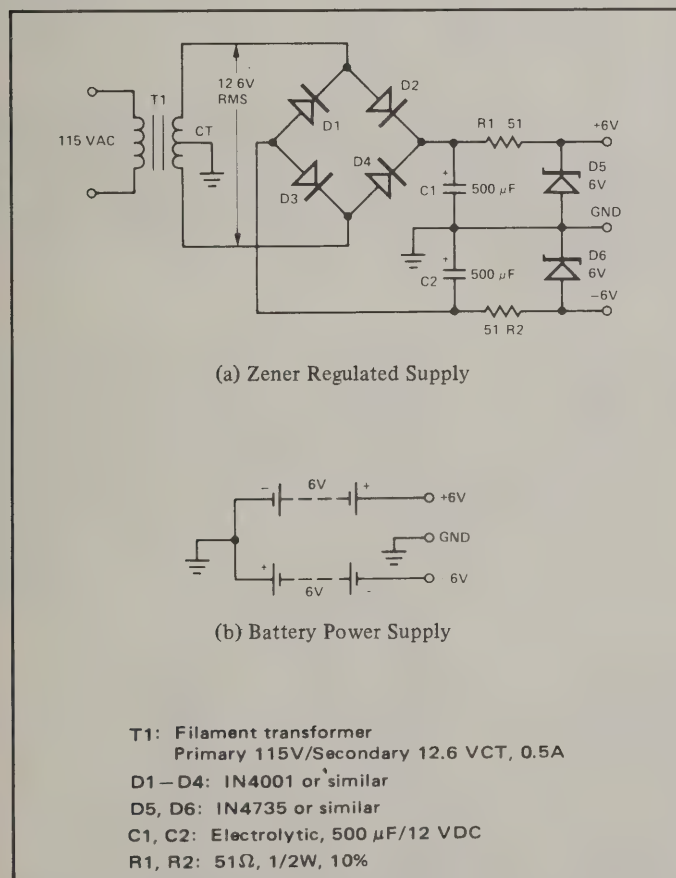 T1
12 6V
RMS
D2
D1
115 VAC
CT
D4
D3
R1 51
+6V
D5
6V
+
C1
500 µF
GND
D6
6V
+
C2
500 µF
−6V
51 R2
(a) Zener Regulated Supply
- 6V + +6V
GND
+ 6V - 6V
(b) Battery Power Supply
T1: Filament transformer
Primary 115V/Secondary 12.6 VCT, 0.5A
D1–D4: IN4001 or similar
D5, D6: IN4735 or similar
C1, C2: Electrolytic, 500 µF/12 VDC
R1, R2: 51Ω, 1/2W, 10%